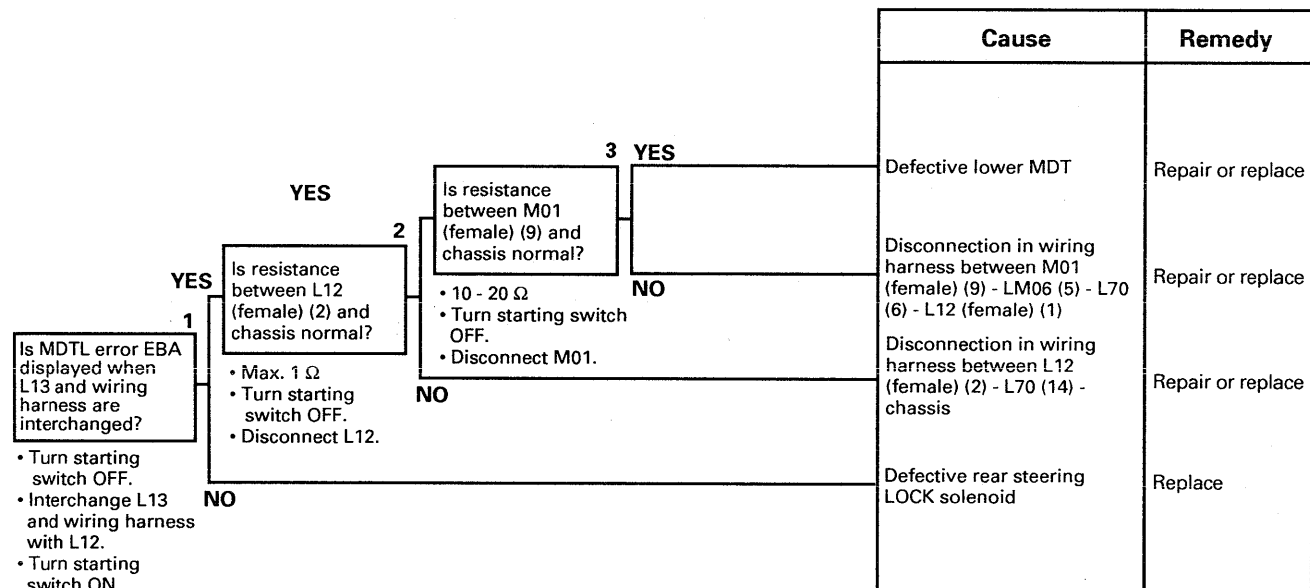 Cause
Remedy
3
YES
Is resistance
between M01
(female) (9) and
chassis normal?
• 10 - 20 Ω
• Turn starting switch
OFF.
• Disconnect M01.
NO
Defective lower MDT
Repair or replace
YES
2
Is resistance
between L12
(female) (2) and
chassis normal?
• Max. 1 Ω
• Turn starting
switch OFF.
• Disconnect L12.
NO
Disconnection in wiring
harness between M01
(female) (9) - LM06 (5) - L70
(6) - L12 (female) (1)
Repair or replace
YES
1
Is MDTL error EBA
displayed when
L13 and wiring
harness are
interchanged?
• Turn starting
switch OFF.
• Interchange L13
and wiring harness
with L12.
• Turn starting
switch ON
NO
Disconnection in wiring
harness between L12
(female) (2) - L70 (14) -
chassis
Repair or replace
Defective rear steering
LOCK solenoid
Replace